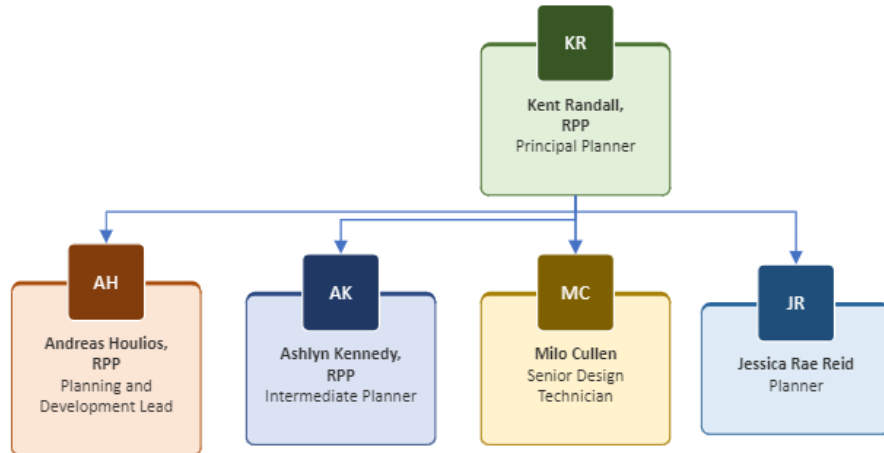 KR
Kent Randall,
RPP
Principal Planner
AH
Andreas Houlios,
RPP
Planning and
Development Lead
AK
Ashlyn Kennedy,
RPP
Intermediate Planner
MC
Milo Cullen
Senior Design
Technician
JR
Jessica Rae Reid
Planner